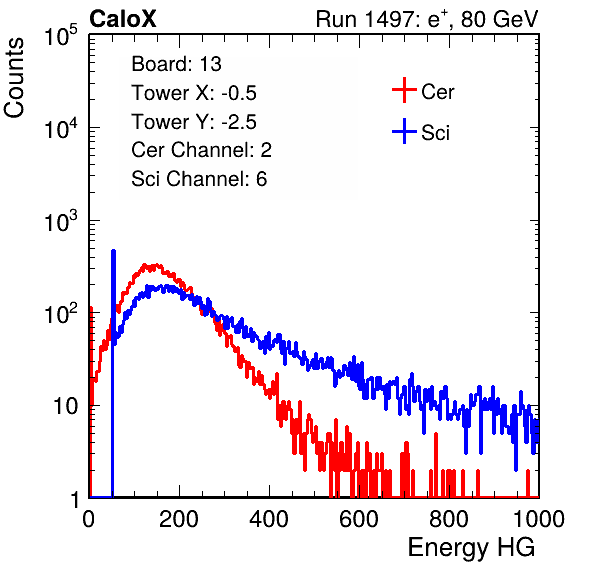 CaloX Run 1497: e⁺, 80 GeV
Counts
Board: 13
Tower X: -0.5
Tower Y: -2.5
Cer Channel: 2
Sci Channel: 6
Cer
Sci
10⁵
10⁴
10³
10²
10
1
0 200 400 600 800 1000
Energy HG